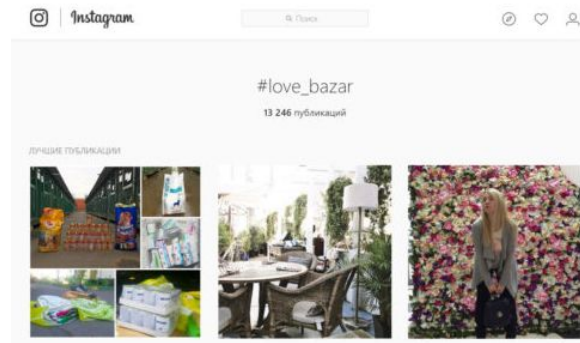 Instagram
Поиск
#love_bazar
13 246 публикаций
ЛУЧШИЕ ПУБЛИКАЦИИ